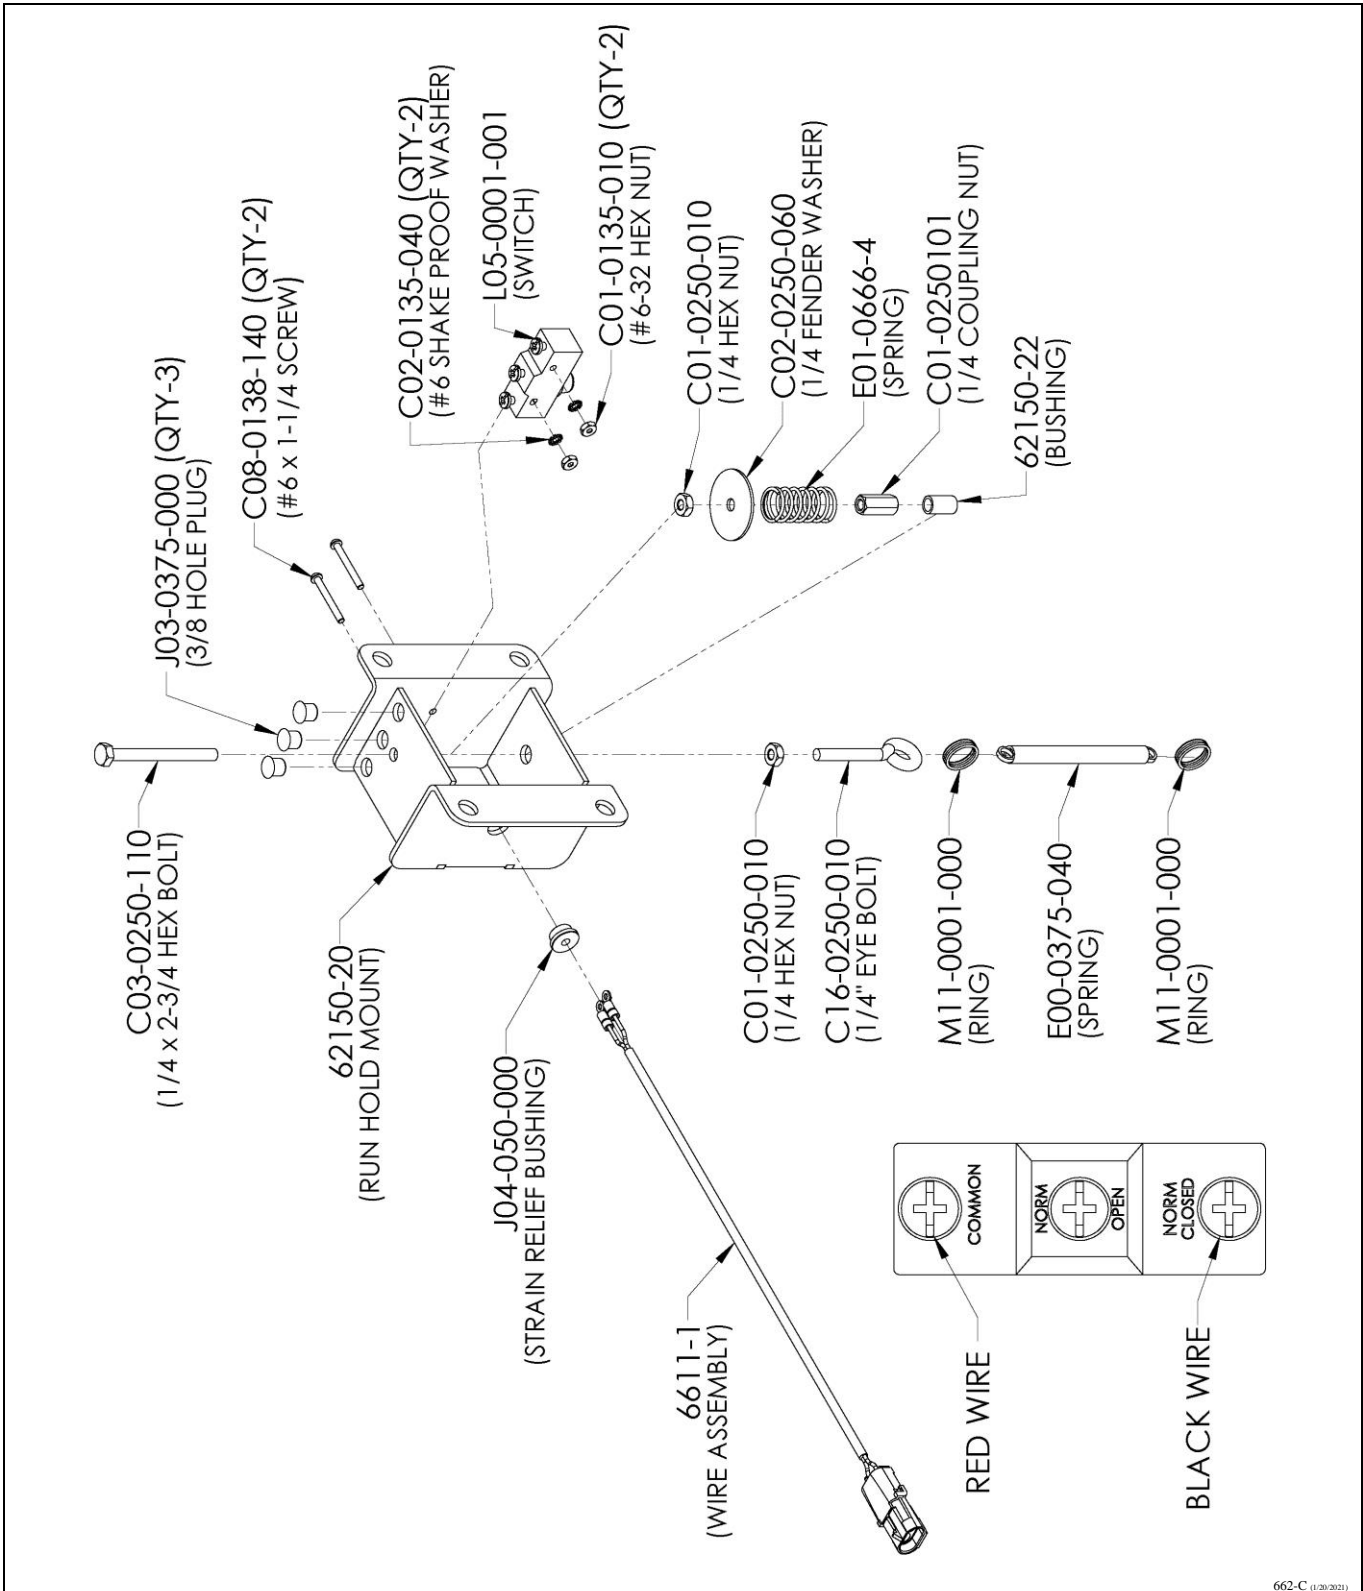 C03-0250-110
(1/4 x 2-3/4 HEX BOLT)
J03-0375-000 (QTY-3)
(3/8 HOLE PLUG)
C08-0138-140 (QTY-2)
(#6 x 1-1/4 SCREW)
C02-0135-040 (QTY-2)
(#6 SHAKE PROOF WASHER)
L05-0001-001
(SWITCH)
C01-0135-010 (QTY-2)
(#6-32 HEX NUT)
62150-20
(RUN HOLD MOUNT)
J04-050-000
(STRAIN RELIEF BUSHING)
6611-1
(WIRE ASSEMBLY)
C01-0250-010
(1/4 HEX NUT)
C02-0250-060
(1/4 FENDER WASHER)
E01-0666-4
(SPRING)
C01-0250101
(1/4 COUPLING NUT)
62150-22
(BUSHING)
C01-0250-010
(1/4 HEX NUT)
C16-0250-010
(1/4" EYE BOLT)
M11-0001-000
(RING)
E00-0375-040
(SPRING)
M11-0001-000
(RING)
RED WIRE
BLACK WIRE
COMMON
NORM
OPEN
NORM
CLOSED
662-C (1/20/2021)